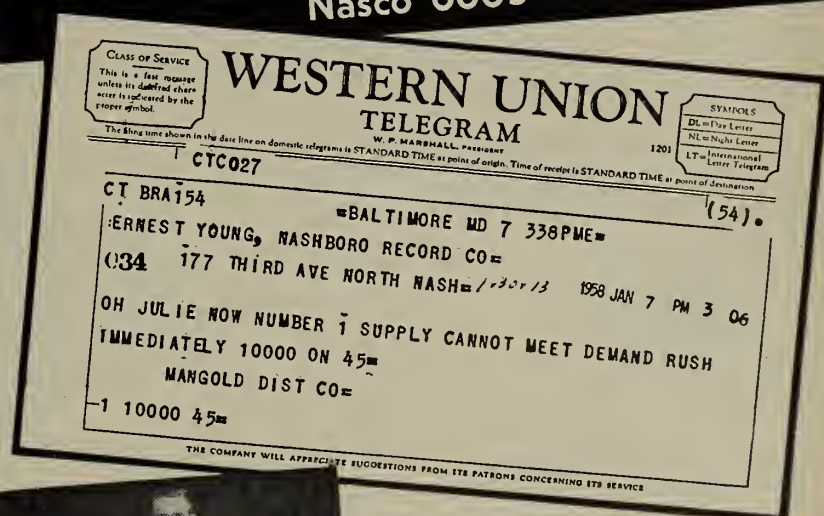 Nasco
CLASS OF SERVICE
This is a fast message
unless its deferred char-
acter is indicated by the
proper symbol.
WESTERN UNION
TELEGRAM
W. P. MARSHALL, PRESIDENT
1201
SYMBOLS
DL=Day Letter
NL=Night Letter
LT=International
Letter Telegram
The filing time shown in the date line on domestic telegrams is STANDARD TIME at point of origin. Time of receipt is STANDARD TIME at point of destination
CTC027
CT BRA154 =BALTIMORE MD 7 338PME= (54).
:ERNEST YOUNG, NASHBORO RECORD CO=
034 177 THIRD AVE NORTH NASH= 1958 JAN 7 PM 3 06
OH JULIE NOW NUMBER 1 SUPPLY CANNOT MEET DEMAND RUSH
IMMEDIATELY 10000 ON 45=
MANGOLD DIST CO=
1 10000 45=
THE COMPANY WILL APPRECIATE SUGGESTIONS FROM ITS PATRONS CONCERNING ITS SERVICE